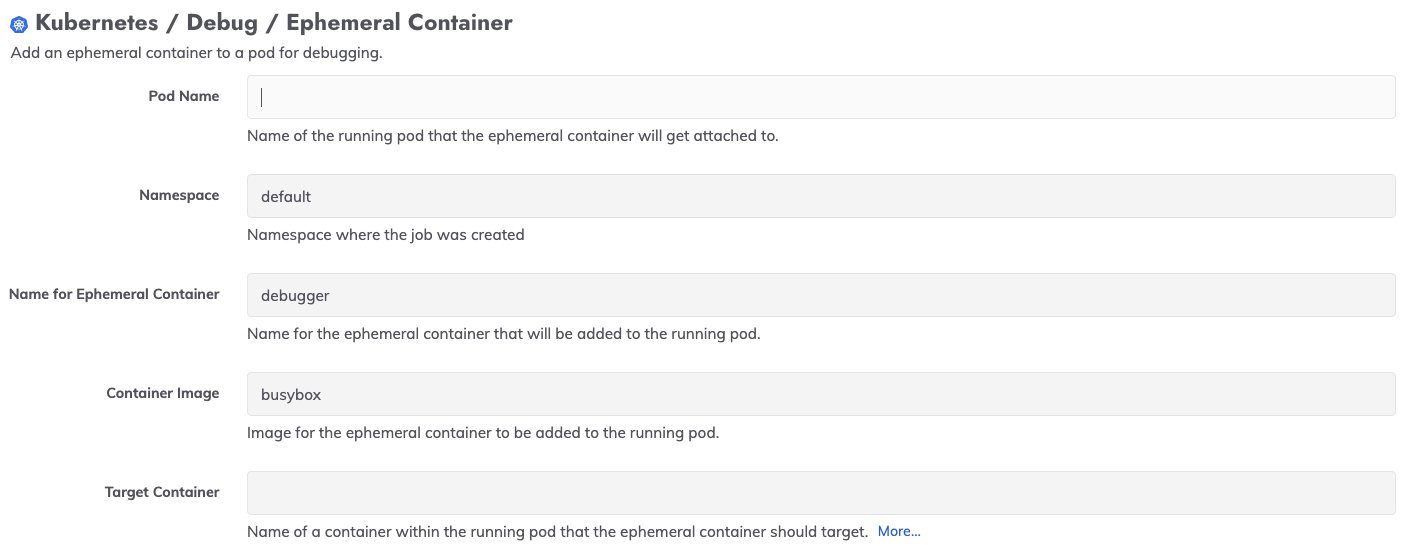 Kubernetes / Debug / Ephemeral Container
Add an ephemeral container to a pod for debugging.
Pod Name
Name of the running pod that the ephemeral container will get attached to.
Namespace
default
Namespace where the job was created
Name for Ephemeral Container
debugger
Name for the ephemeral container that will be added to the running pod.
Container Image
busybox
Image for the ephemeral container to be added to the running pod.
Target Container
Name of a container within the running pod that the ephemeral container should target. More...